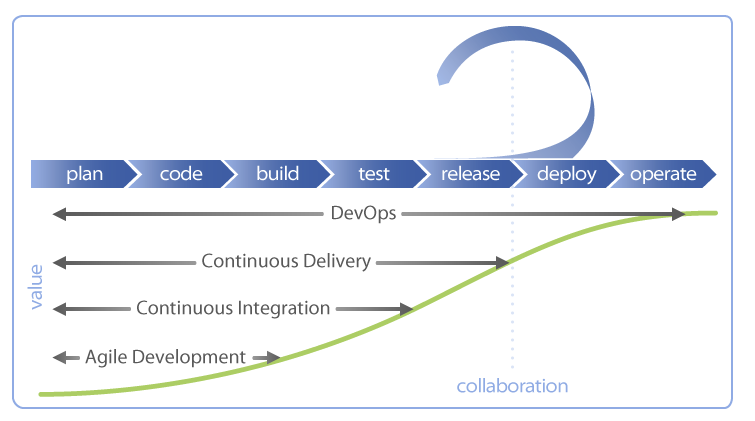 plan code build test release deploy operate
DevOps
Continuous Delivery
value
Continuous Integration
Agile Development
collaboration